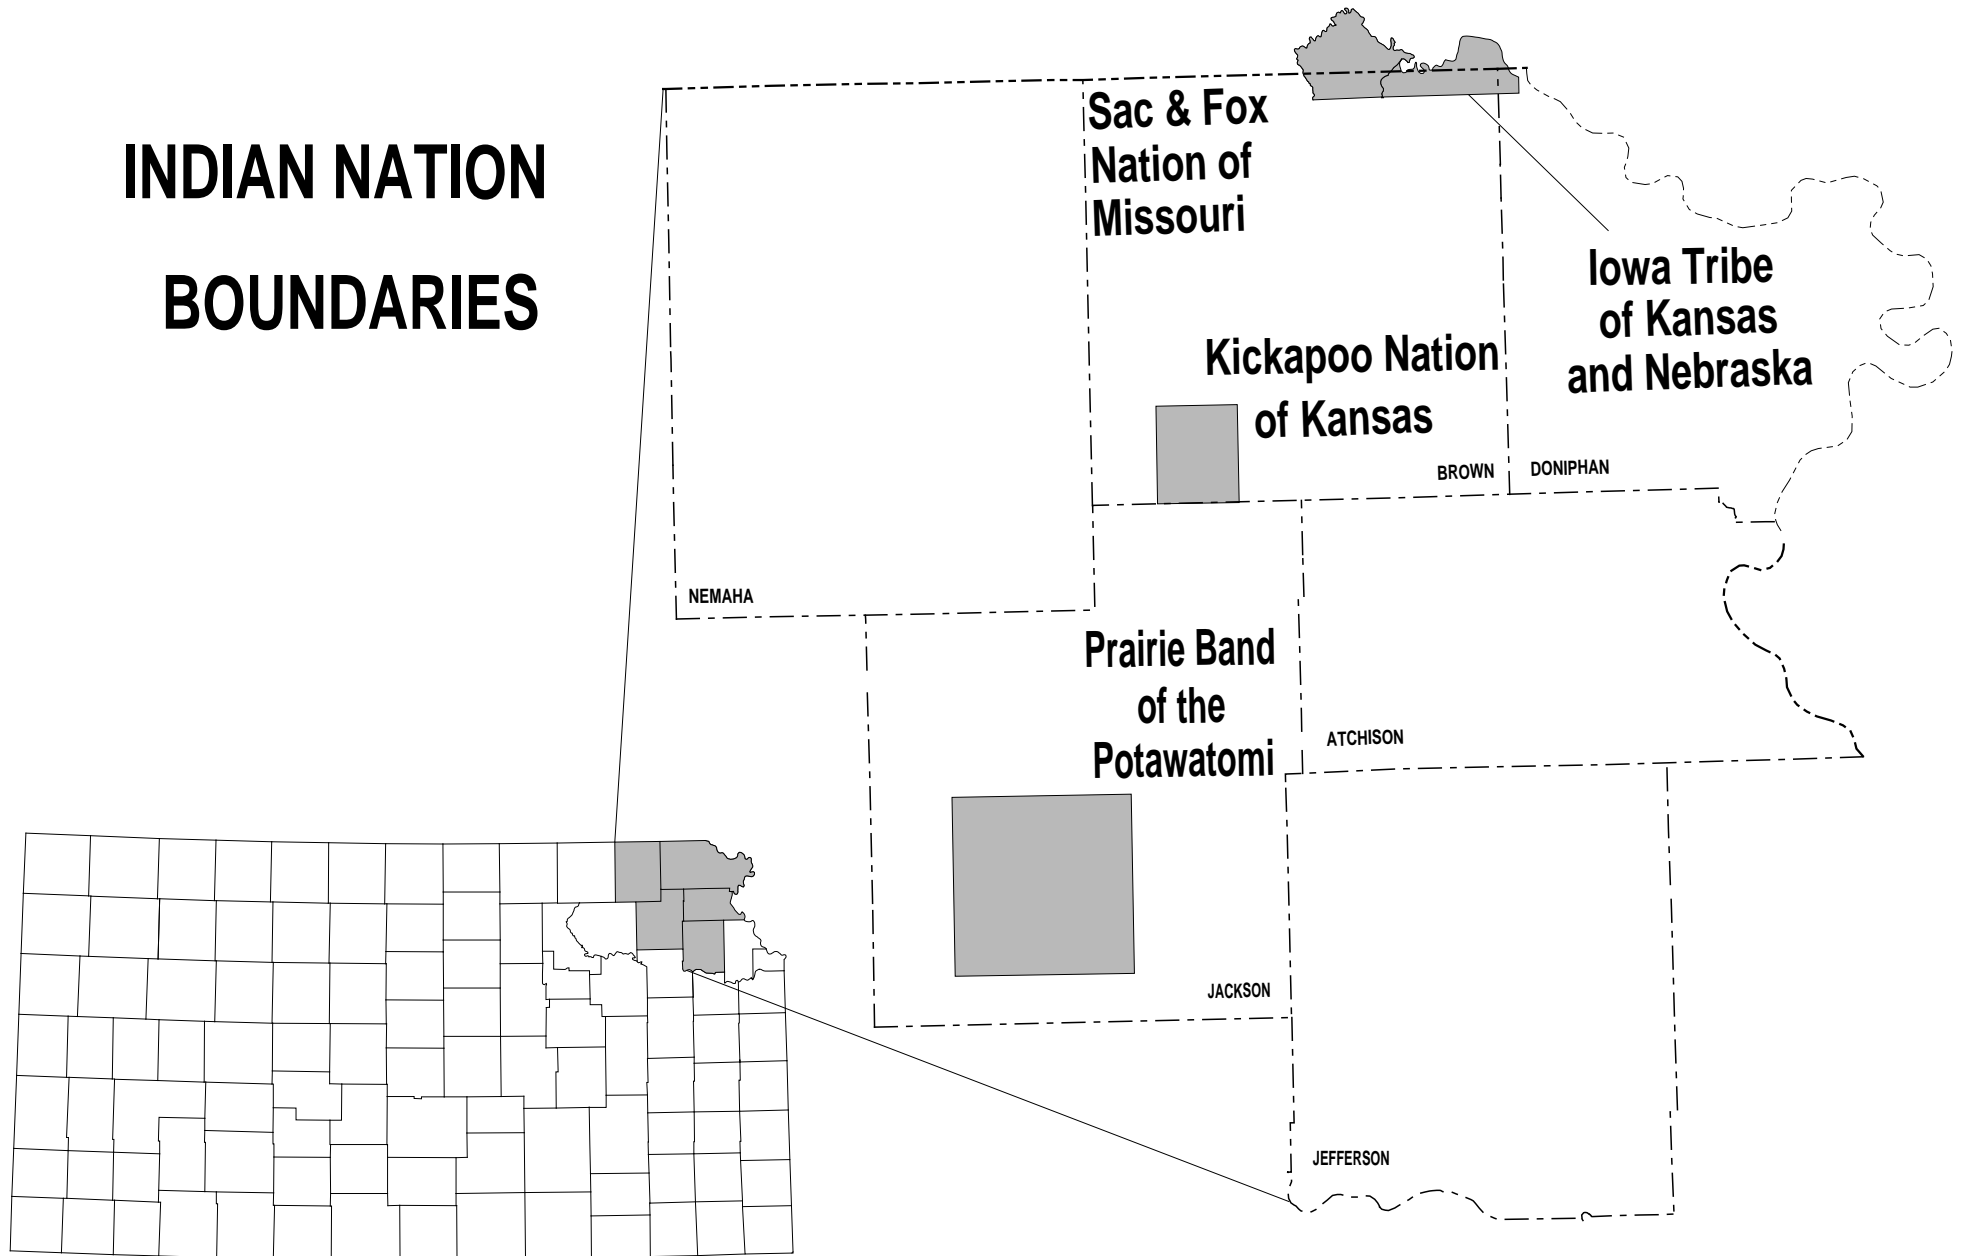 INDIAN NATION
BOUNDARIES
Sac & Fox
Nation of
Missouri
Iowa Tribe
of Kansas
and Nebraska
Kickapoo Nation
of Kansas
BROWN
DONIPHAN
NEMAHA
Prairie Band
of the
Potawatomi
ATCHISON
JACKSON
JEFFERSON